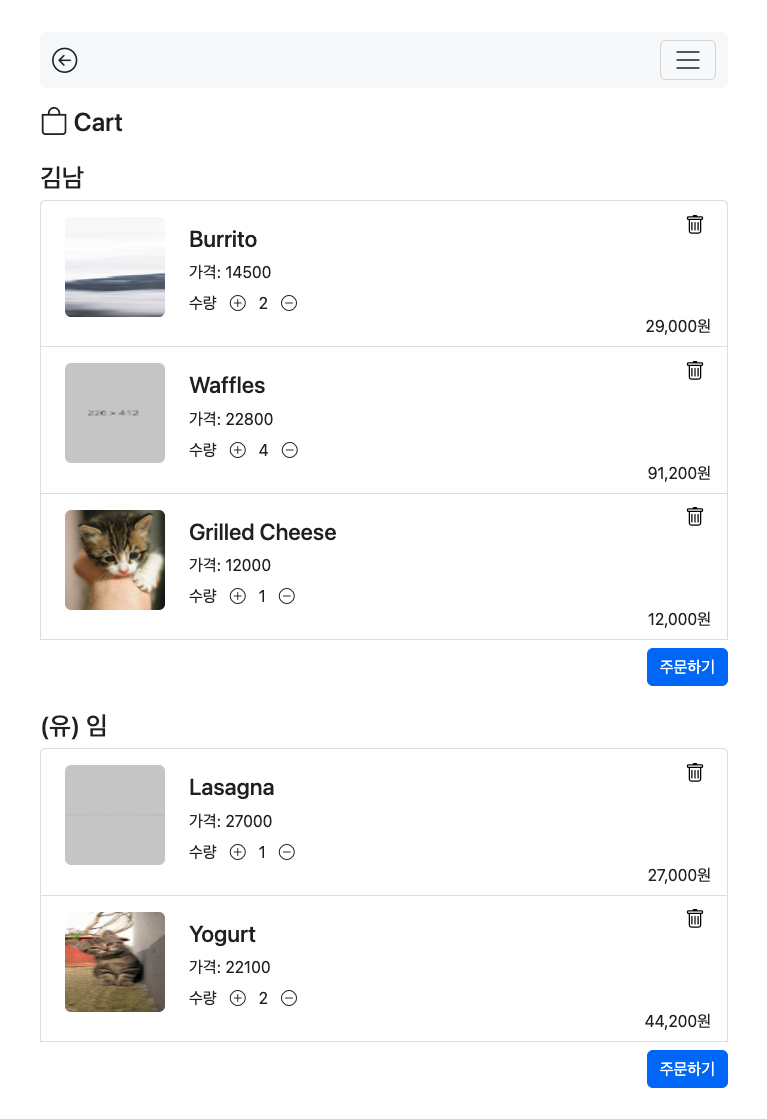 Cart
김남
Burrito
가격: 14500
수량 2
29,000원
226 x 412
Waffles
가격: 22800
수량 4
91,200원
Grilled Cheese
가격: 12000
수량 1
12,000원
주문하기
(유) 임
Lasagna
가격: 27000
수량 1
27,000원
Yogurt
가격: 22100
수량 2
44,200원
주문하기